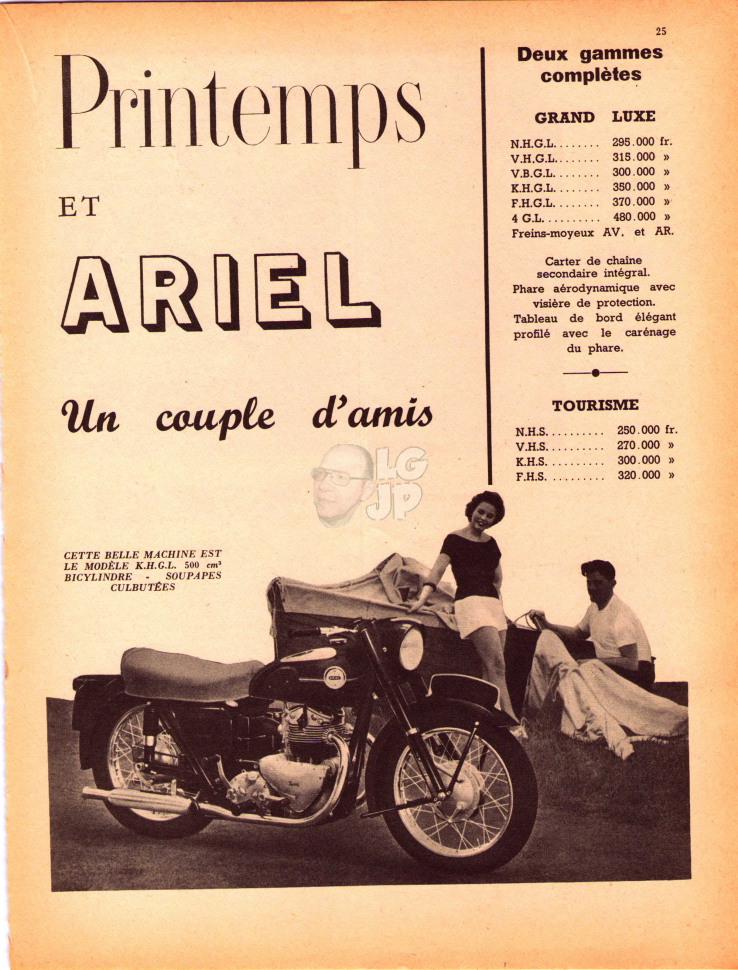 25
Printemps
ET
ARIEL
Un couple d'amis
Deux gammes
complètes
GRAND LUXE
N.H.G.L........ 295.000 fr.
V.H.G.L........ 315.000 »
V.B.G.L........ 300.000 »
K.H.G.L........ 350.000 »
F.H.G.L........ 370.000 »
4 G.L.......... 480.000 »
Freins-moyeux AV. et AR.
Carter de chaîne
secondaire intégral.
Phare aérodynamique avec
visière de protection.
Tableau de bord élégant
profilé avec le carénage
du phare.
TOURISME
N.H.S.......... 250.000 fr.
V.H.S.......... 270.000 »
K.H.S.......... 300.000 »
F.H.S.......... 320.000 »
LG
JP
CETTE BELLE MACHINE EST
LE MODÈLE K.H.G.L. 500 cm³
BICYLINDRE - SOUPAPES
CULBUTÉES
ARIEL